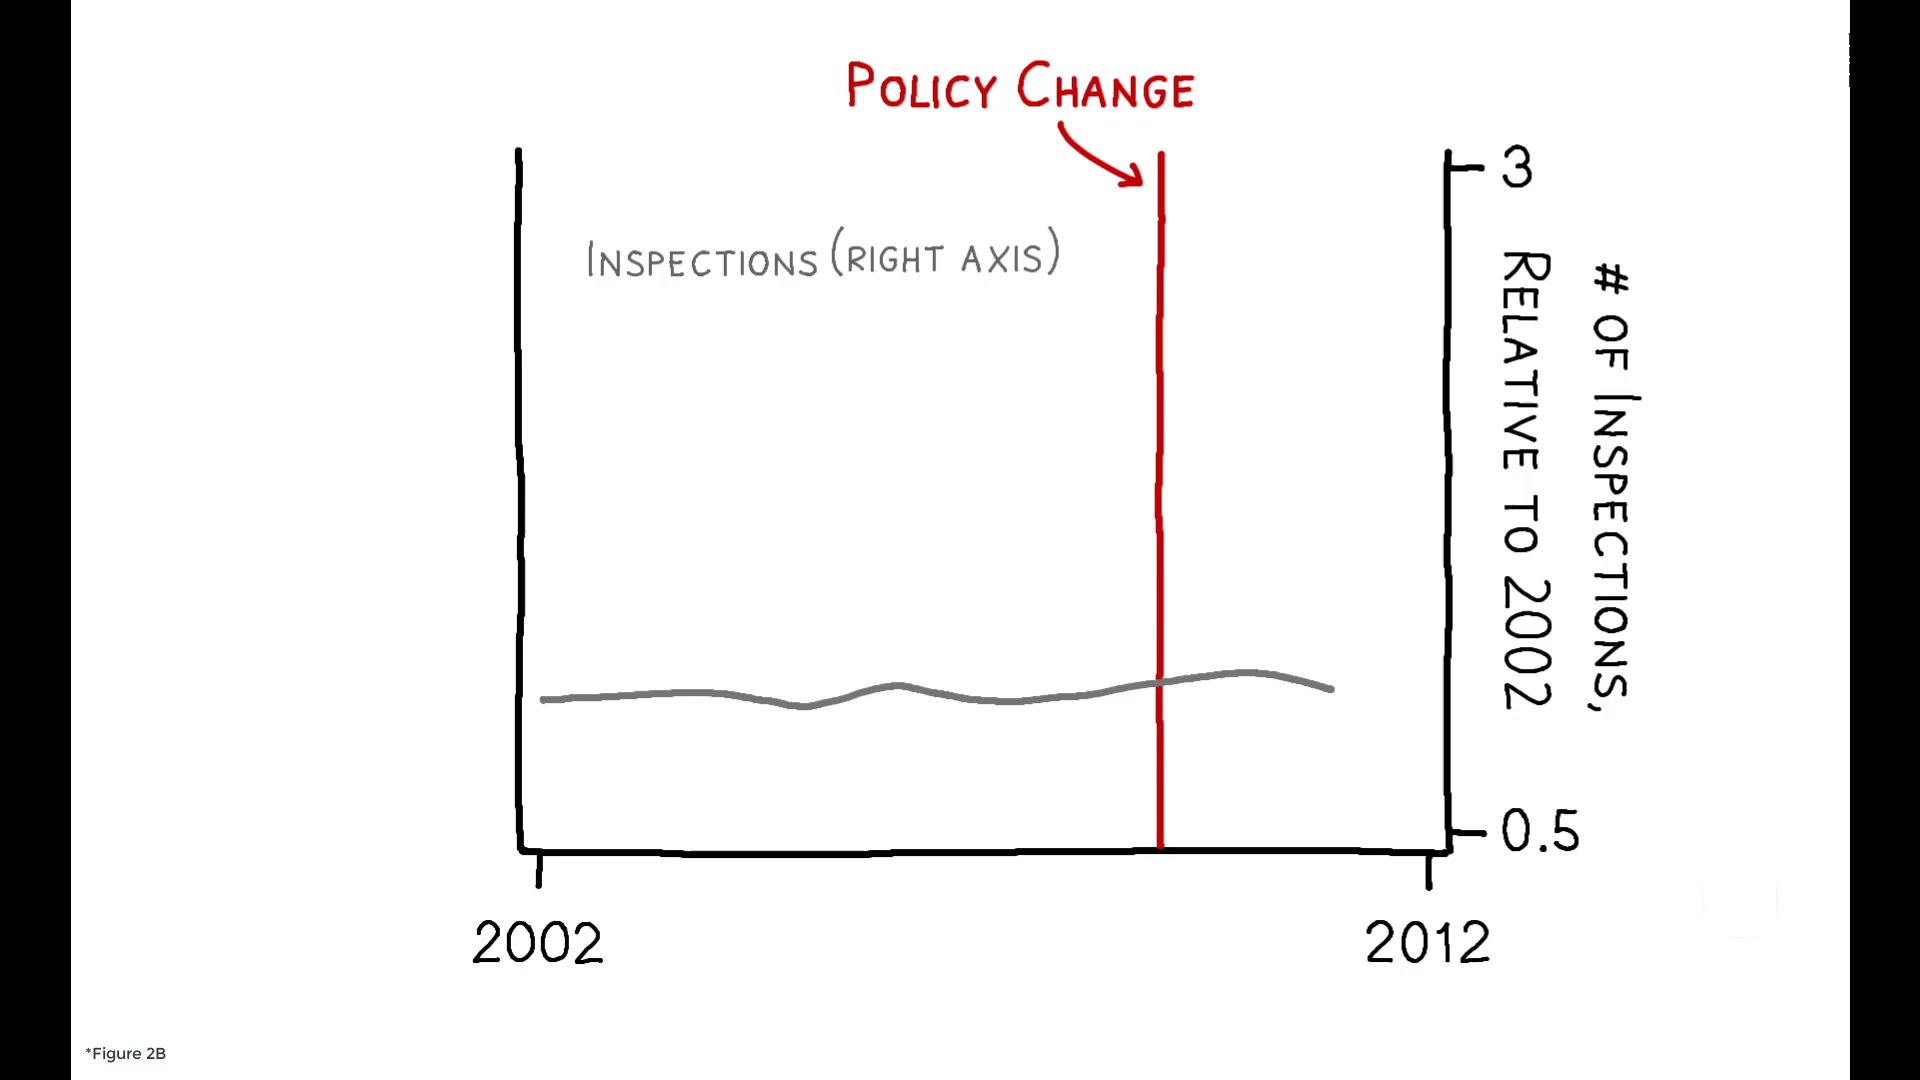 POLICY CHANGE
INSPECTIONS (RIGHT AXIS)
3
# OF INSPECTIONS,
RELATIVE TO 2002
0.5
2002
2012
*Figure 2B